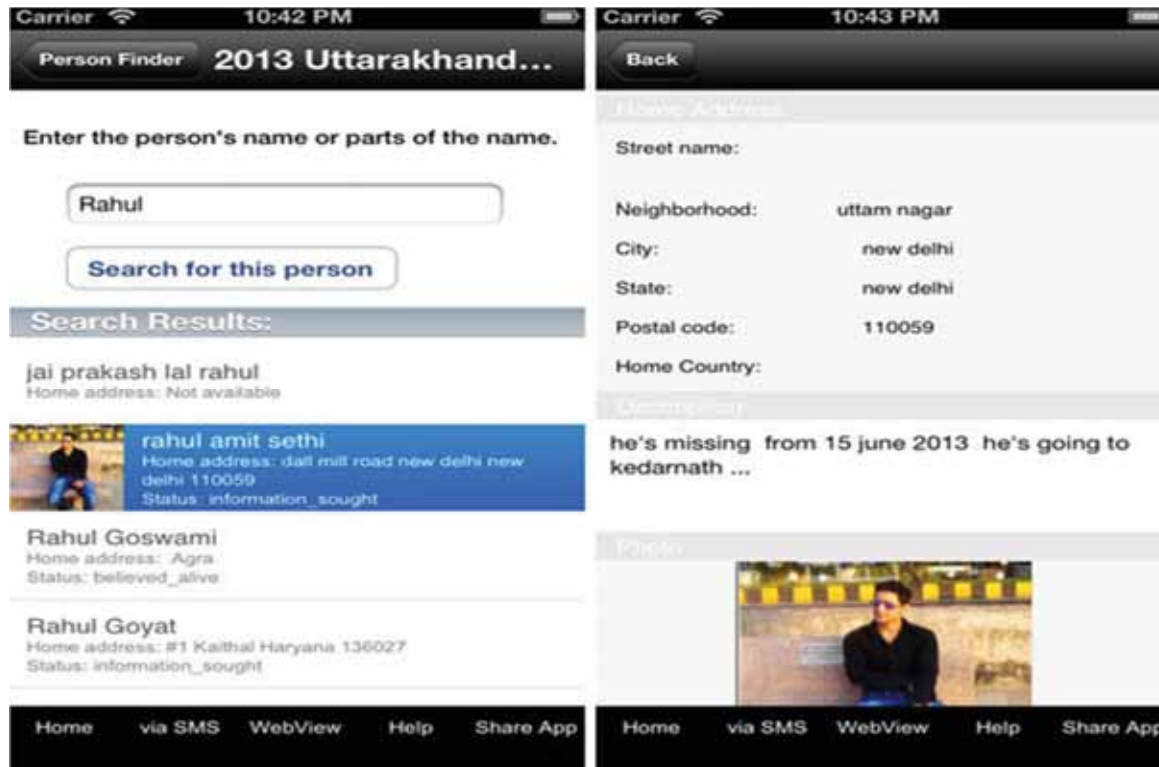 Carrier 10:42 PM
Person Finder 2013 Uttarakhand...
Enter the person's name or parts of the name.
Rahul
Search for this person
Search Results:
jai prakash lal rahul
Home address: Not available
rahul amit sethi
Home address: dall mill road new delhi new
delhi 110059
Status: information_sought
Rahul Goswami
Home address: Agra
Status: believed_alive
Rahul Goyat
Home address: #1 Kaithal Haryana 136027
Status: information_sought
Home via SMS WebView Help Share App
Carrier 10:43 PM
Back
Home Address
Street name:
Neighborhood: uttam nagar
City: new delhi
State: new delhi
Postal code: 110059
Home Country:
Description
he's missing from 15 june 2013 he's going to
kedarnath ...
Photo
Home via SMS WebView Help Share App